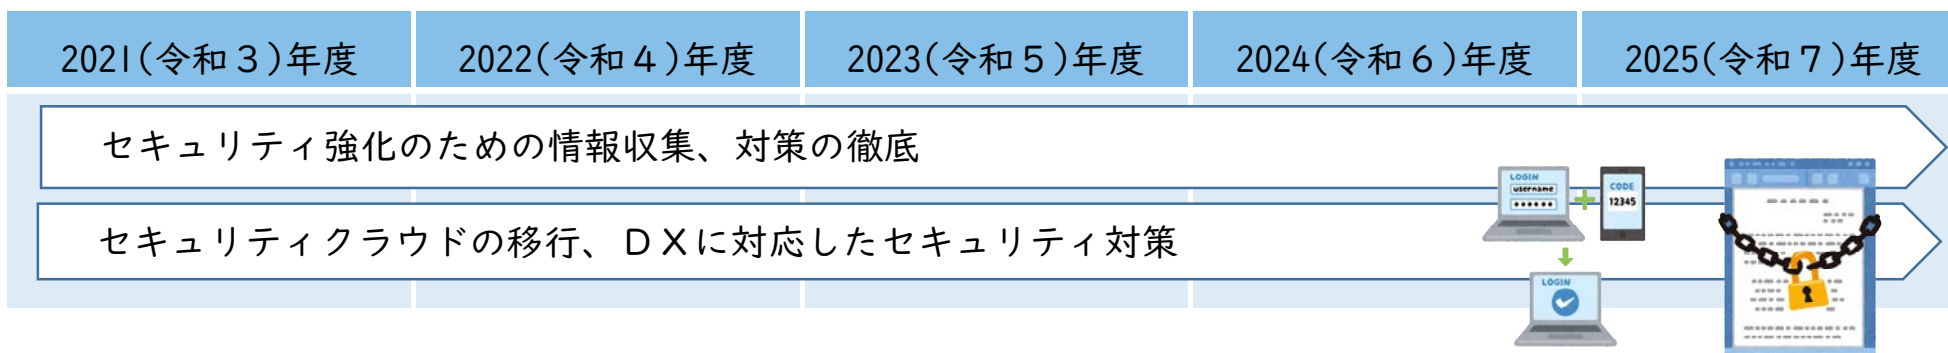 2021(令和３)年度
2022(令和４)年度
2023(令和５)年度
2024(令和６)年度
2025(令和７)年度
セキュリティ強化のための情報収集、対策の徹底
セキュリティクラウドの移行、ＤＸに対応したセキュリティ対策
LOGIN
username
CODE
12345
LOGIN